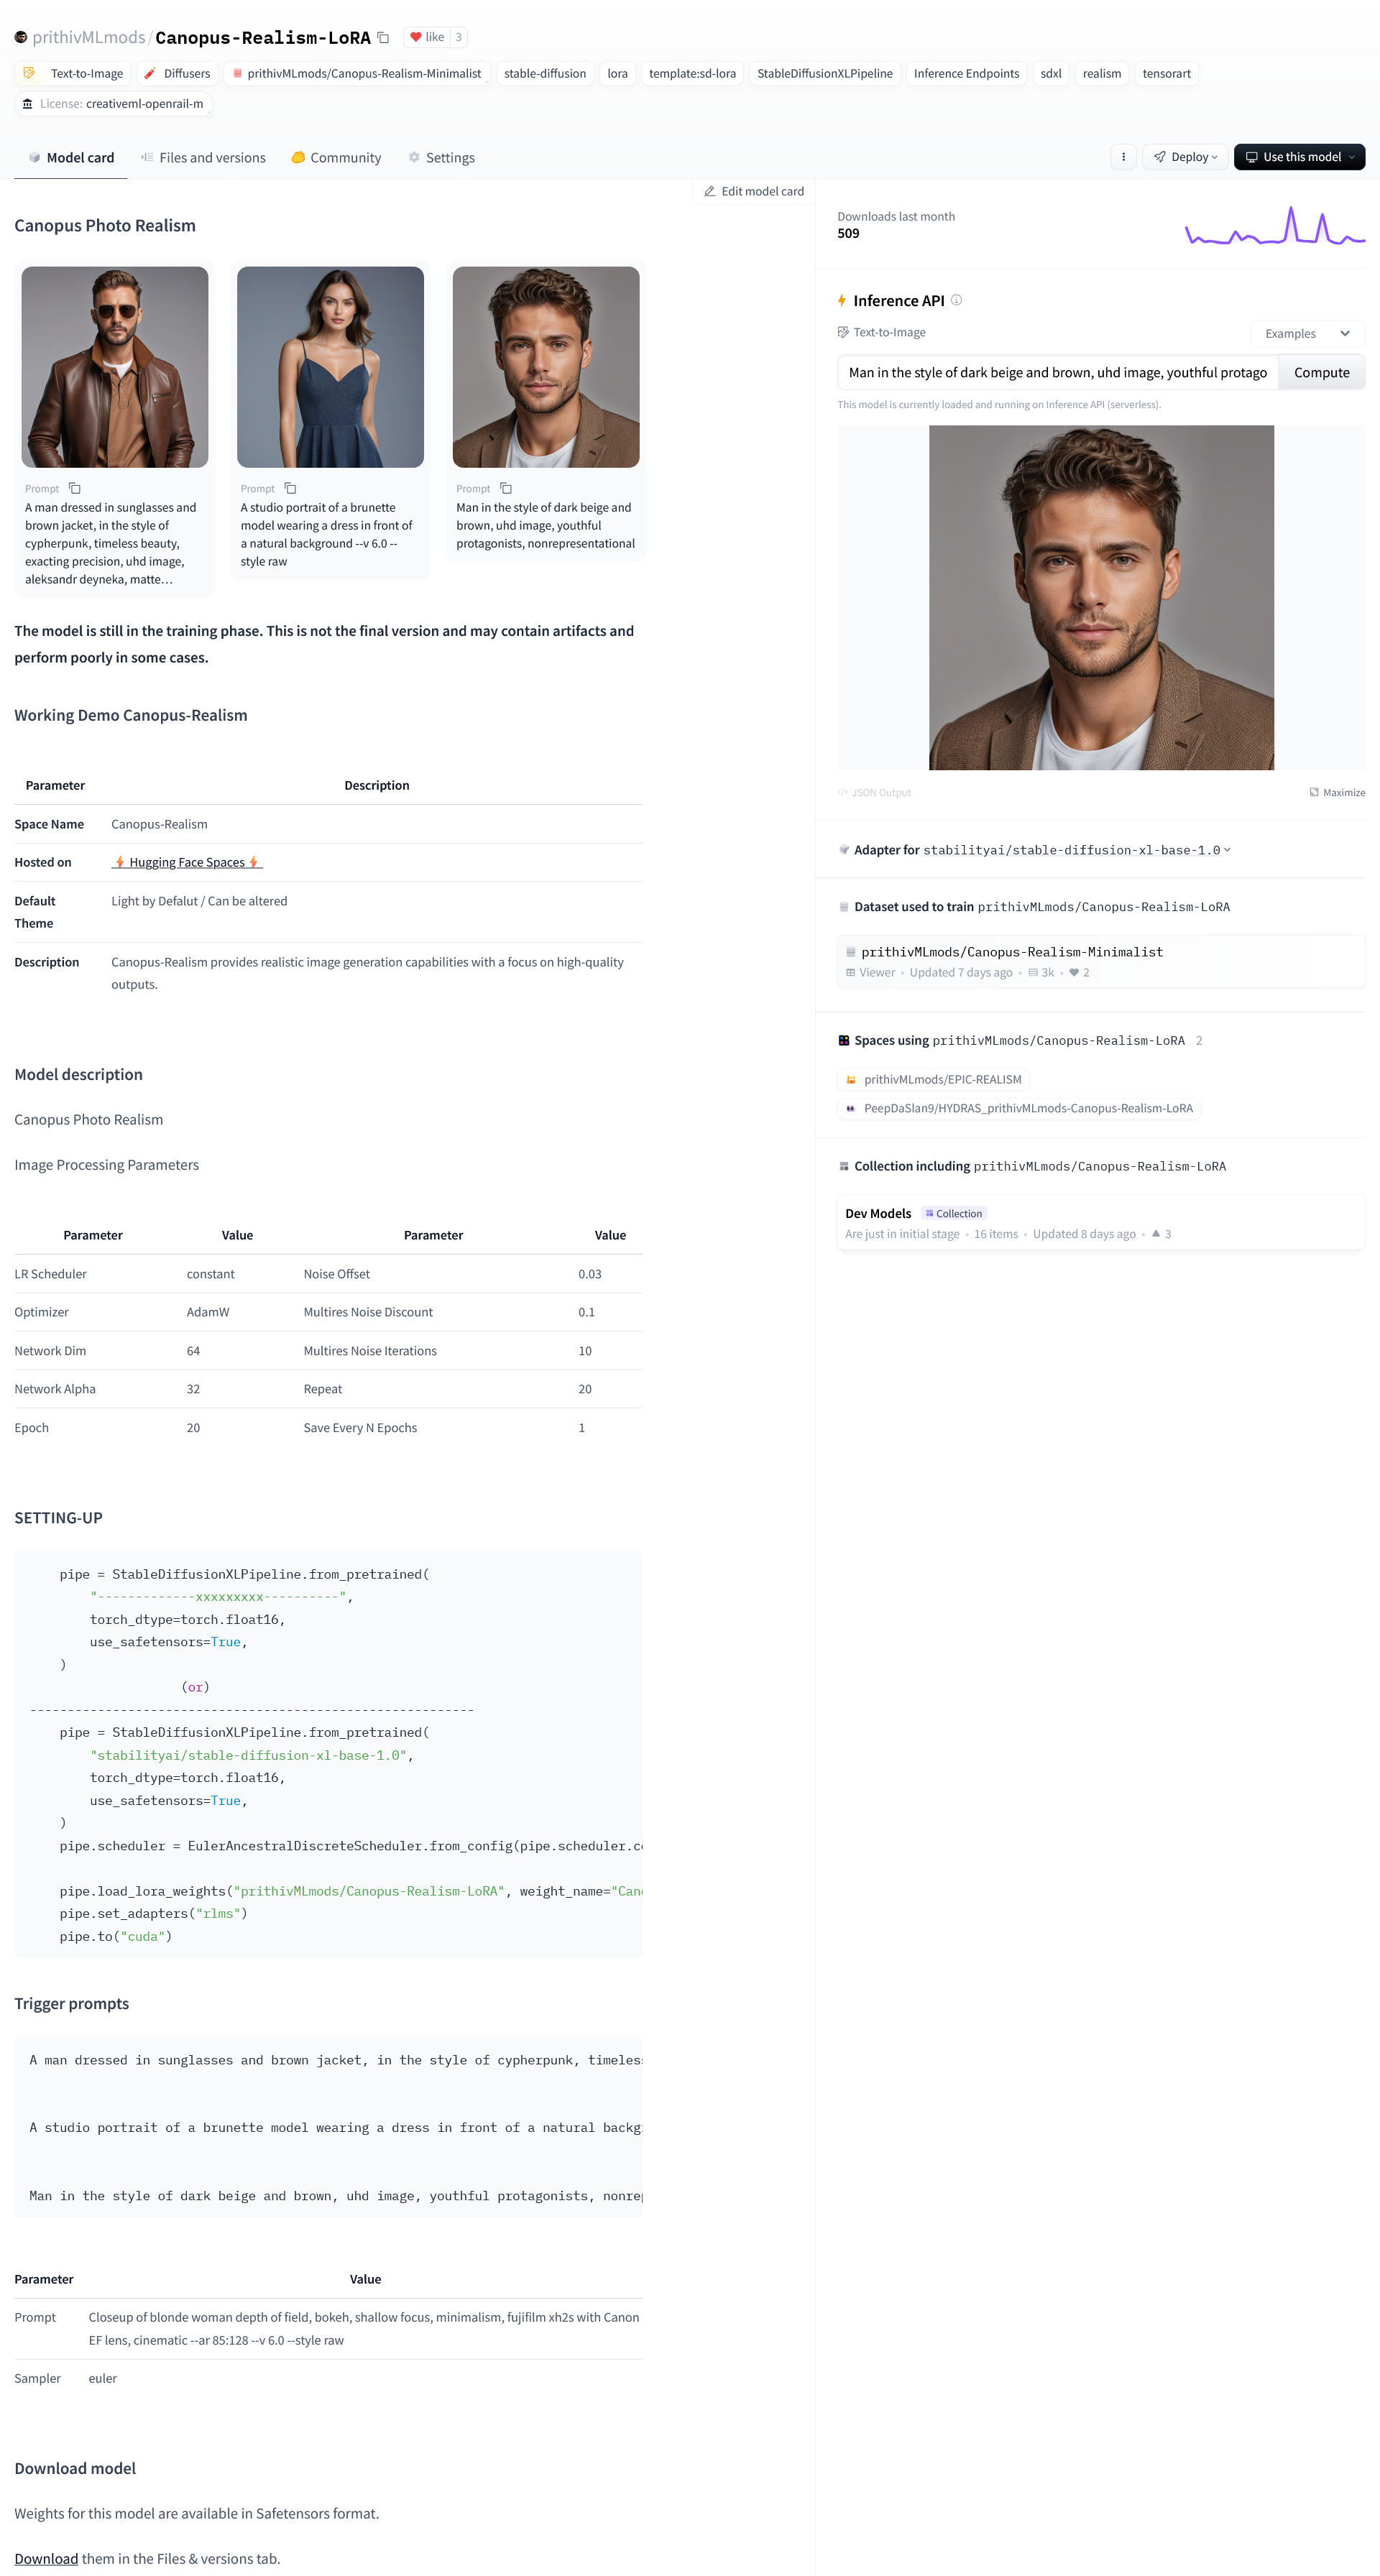 prithivMLmods/Canopus-Realism-LoRA like 3
Text-to-Image Diffusers prithivMLmods/Canopus-Realism-Minimalist stable-diffusion lora template:sd-lora StableDiffusionXLPipeline Inference Endpoints sdxl realism tensorart
License: creativeml-openrail-m
Model card Files and versions Community Settings Deploy Use this model
Edit model card
Canopus Photo Realism
Prompt
A man dressed in sunglasses and
brown jacket, in the style of
cypherpunk, timeless beauty,
exacting precision, uhd image,
aleksandr deyneka, matte…
Prompt
A studio portrait of a brunette
model wearing a dress in front of
a natural background --v 6.0 --
style raw
Prompt
Man in the style of dark beige and
brown, uhd image, youthful
protagonists, nonrepresentational
The model is still in the training phase. This is not the final version and may contain artifacts and
perform poorly in some cases.
Working Demo Canopus-Realism
Parameter Description
Space Name Canopus-Realism
Hosted on Hugging Face Spaces
Default
Theme Light by Defalut / Can be altered
Description Canopus-Realism provides realistic image generation capabilities with a focus on high-quality
outputs.
Model description
Canopus Photo Realism
Image Processing Parameters
Parameter Value Parameter Value
LR Scheduler constant Noise Offset 0.03
Optimizer AdamW Multires Noise Discount 0.1
Network Dim 64 Multires Noise Iterations 10
Network Alpha 32 Repeat 20
Epoch 20 Save Every N Epochs 1
SETTING-UP
pipe = StableDiffusionXLPipeline.from_pretrained(
"-------------xxxxxxxxx----------",
torch_dtype=torch.float16,
use_safetensors=True,
)
(or)
-----------------------------------------------------------
pipe = StableDiffusionXLPipeline.from_pretrained(
"stabilityai/stable-diffusion-xl-base-1.0",
torch_dtype=torch.float16,
use_safetensors=True,
)
pipe.scheduler = EulerAncestralDiscreteScheduler.from_config(pipe.scheduler.c
pipe.load_lora_weights("prithivMLmods/Canopus-Realism-LoRA", weight_name="Can
pipe.set_adapters("rlms")
pipe.to("cuda")
Trigger prompts
A man dressed in sunglasses and brown jacket, in the style of cypherpunk, timeles
A studio portrait of a brunette model wearing a dress in front of a natural backg
Man in the style of dark beige and brown, uhd image, youthful protagonists, nonre
Parameter Value
Prompt Closeup of blonde woman depth of field, bokeh, shallow focus, minimalism, fujifilm xh2s with Canon
EF lens, cinematic --ar 85:128 --v 6.0 --style raw
Sampler euler
Download model
Weights for this model are available in Safetensors format.
Download them in the Files & versions tab.
Downloads last month
509
Inference API
Text-to-Image Examples
Man in the style of dark beige and brown, uhd image, youthful protago Compute
This model is currently loaded and running on Inference API (serverless).
</> JSON Output Maximize
Adapter for stabilityai/stable-diffusion-xl-base-1.0
Dataset used to train prithivMLmods/Canopus-Realism-LoRA
prithivMLmods/Canopus-Realism-Minimalist
Viewer • Updated 7 days ago • 3k • 2
Spaces using prithivMLmods/Canopus-Realism-LoRA 2
prithivMLmods/EPIC-REALISM
PeepDaSlan9/HYDRAS_prithivMLmods-Canopus-Realism-LoRA
Collection including prithivMLmods/Canopus-Realism-LoRA
Dev Models Collection
Are just in initial stage • 16 items • Updated 8 days ago • 3